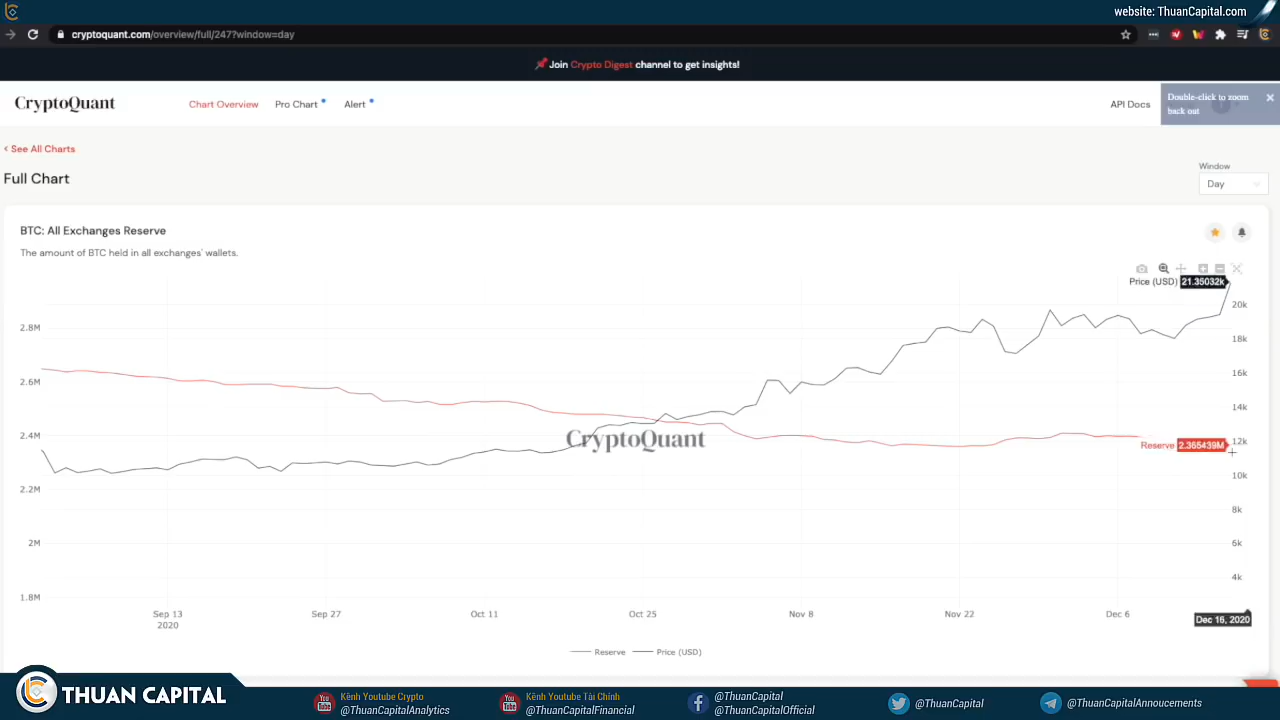 website: ThuanCapital.com
cryptoquant.com/overview/full/247?window=day
Join Crypto Digest channel to get insights!
CryptoQuant
Chart Overview
Pro Chart
Alert
API Docs
Double-click to zoom
back out
< See All Charts
Full Chart
Window
Day
BTC: All Exchanges Reserve
The amount of BTC held in all exchanges' wallets.
Price (USD) 21.35032k
2.8M
2.6M
2.4M
2.2M
2M
1.8M
CryptoQuant
Reserve 2.365439M
20k
18k
16k
14k
12k
10k
8k
6k
4k
Sep 13
2020
Sep 27
Oct 11
Oct 25
Nov 8
Nov 22
Dec 6
Dec 16, 2020
Reserve
Price (USD)
THUAN CAPITAL
Kênh Youtube Crypto
@ThuanCapitalAnalytics
Kênh Youtube Tài Chính
@ThuanCapitalFinancial
@ThuanCapital
@ThuanCapitalOfficial
@ThuanCapital
@ThuanCapitalAnnoucements